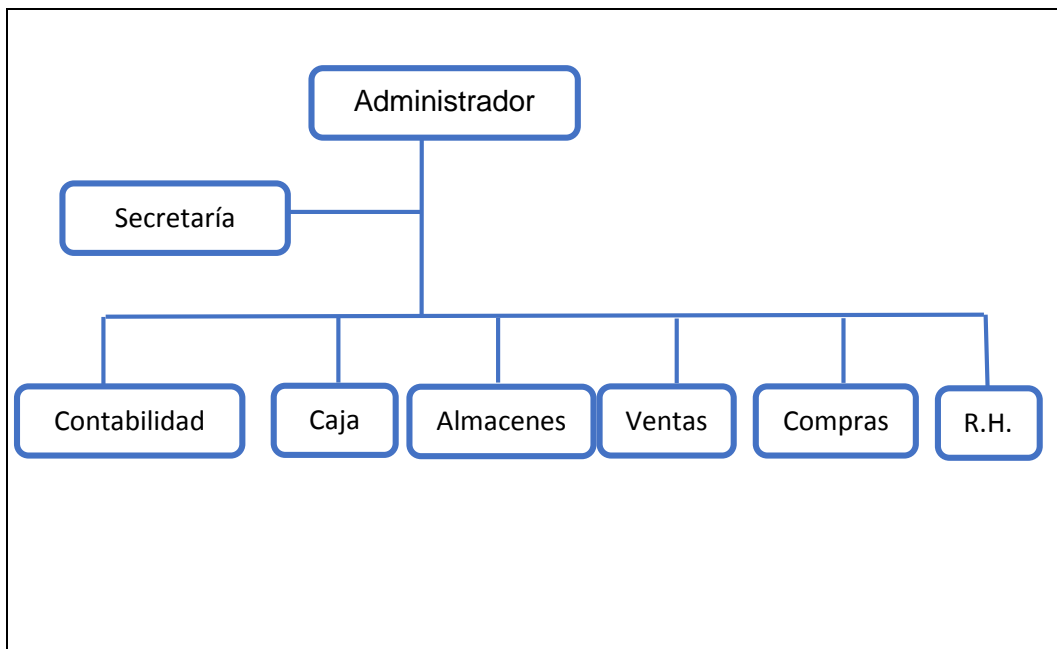 Administrador
Secretaría
Contabilidad
Caja
Almacenes
Ventas
Compras
R.H.